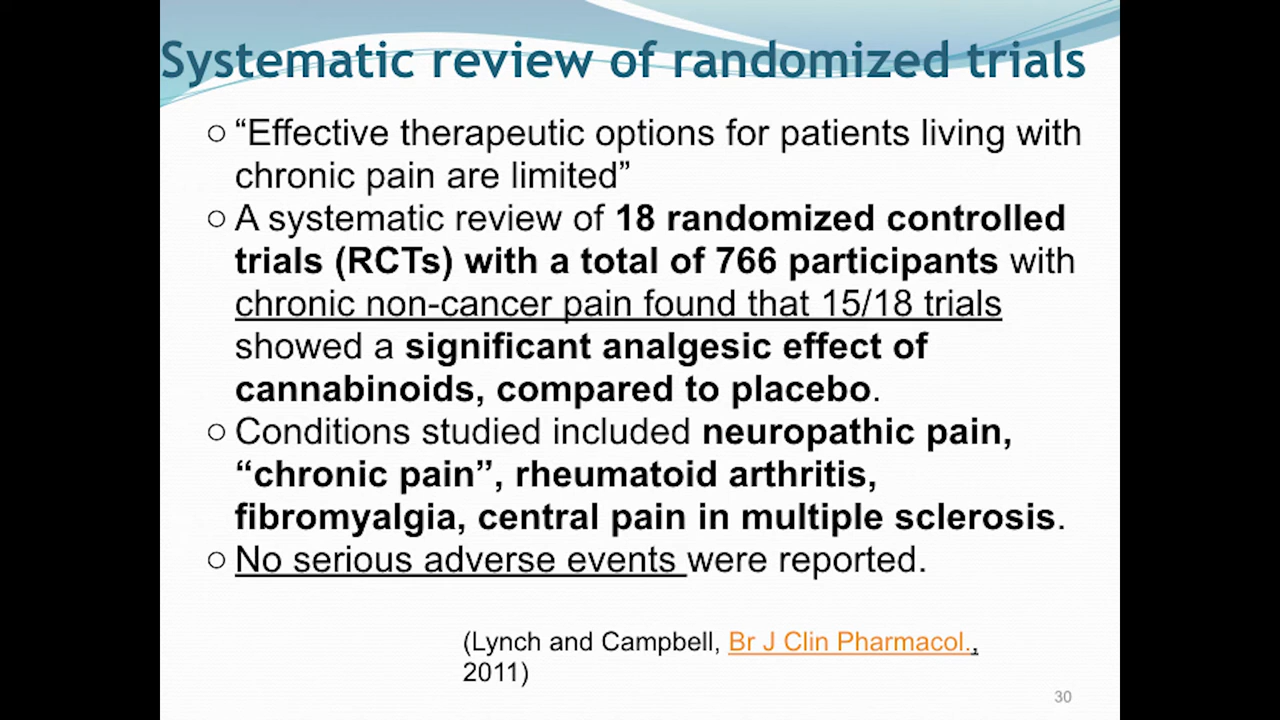 Systematic review of randomized trials
○ “Effective therapeutic options for patients living with
chronic pain are limited”
○ A systematic review of 18 randomized controlled
trials (RCTs) with a total of 766 participants with
chronic non-cancer pain found that 15/18 trials
showed a significant analgesic effect of
cannabinoids, compared to placebo.
○ Conditions studied included neuropathic pain,
“chronic pain”, rheumatoid arthritis,
fibromyalgia, central pain in multiple sclerosis.
○ No serious adverse events were reported.
(Lynch and Campbell, Br J Clin Pharmacol.,
2011)
30